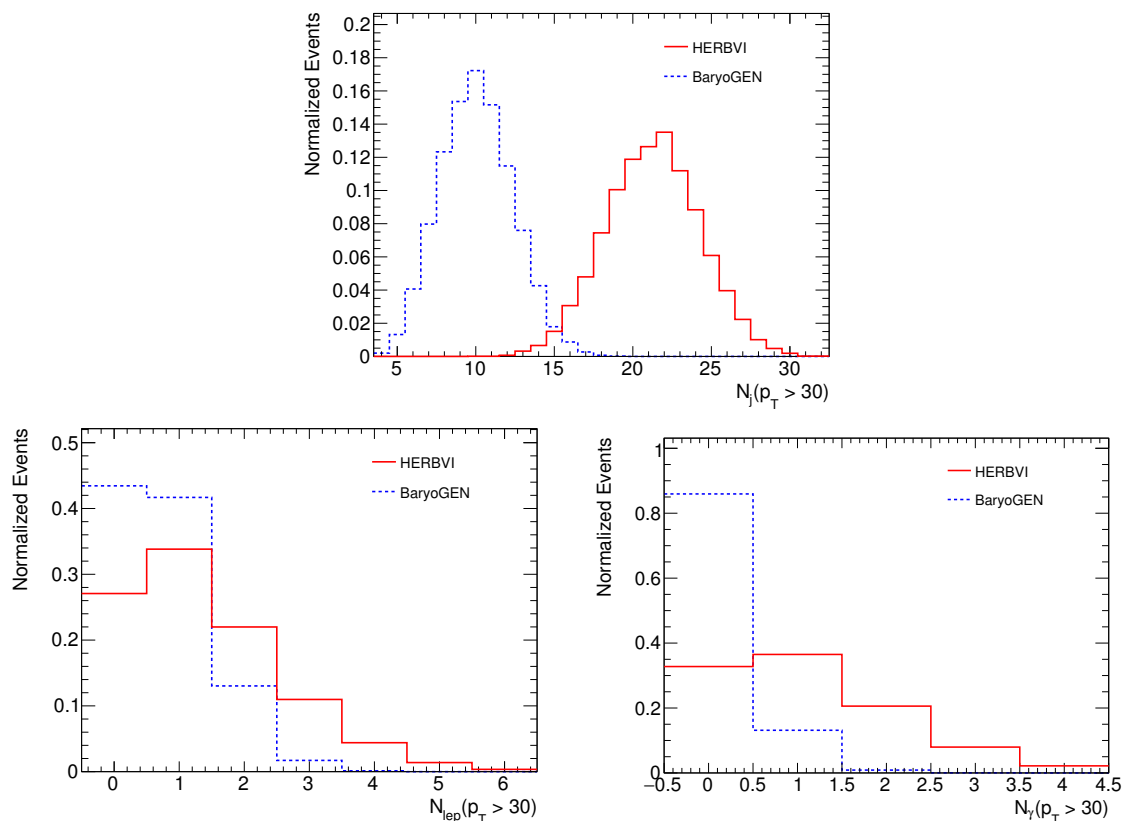 Normalized Events
0.2
0.18
0.16
0.14
0.12
0.1
0.08
0.06
0.04
0.02
0
HERBVI
BaryoGEN
5 10 15 20 25 30
N_j(p_T > 30)
Normalized Events
0.5
0.4
0.3
0.2
0.1
0
HERBVI
BaryoGEN
0 1 2 3 4 5 6
N_lep(p_T > 30)
Normalized Events
1
0.8
0.6
0.4
0.2
0
HERBVI
BaryoGEN
−0.5 0 0.5 1 1.5 2 2.5 3 3.5 4 4.5
N_γ(p_T > 30)